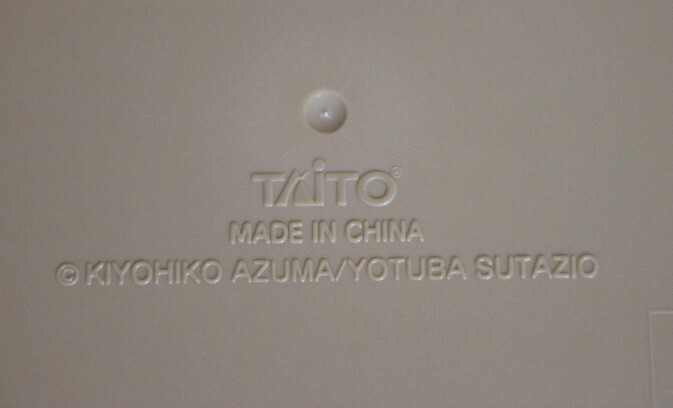 TAiTO®
MADE IN CHINA
© KIYOHIKO AZUMA/YOTUBA SUTAZIO